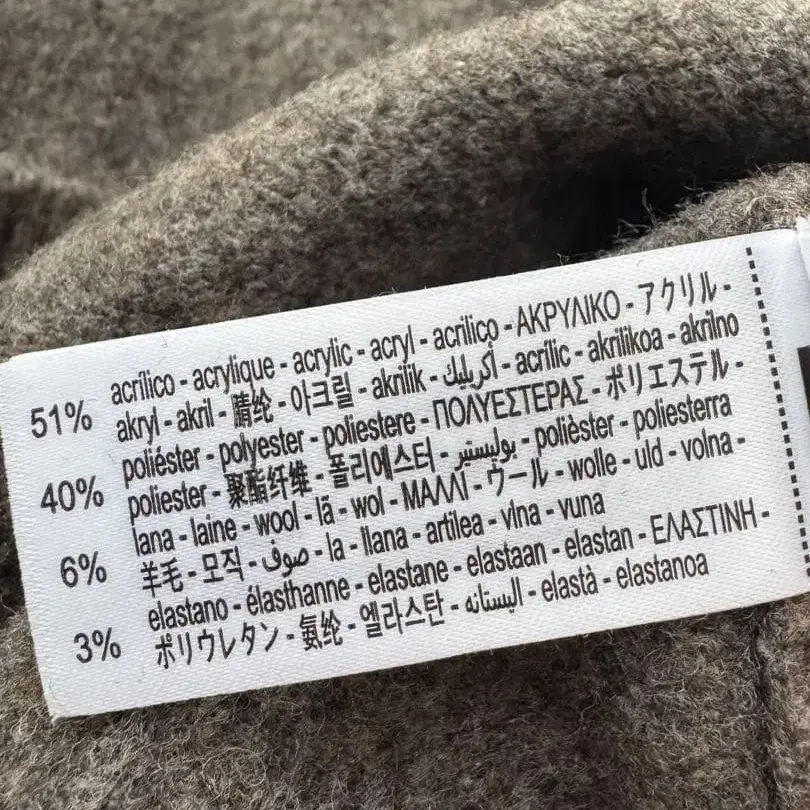 51% acrílico - acrylique - acrylic - acryl - acrilico - ΑΚΡΥΛΙΚΟ - アクリル -
akryl - akril - 腈纶 - 아크릴 - akrilik - أكريليك - acrílic - akrilikoa - akrilno
40% poliéster - polyester - poliestere - ΠΟΛΥΕΣΤΕΡΑΣ - ポリエステル -
poliester - 聚酯纤维 - 폴리에스터 - بوليستير - polièster - poliesterra
6% lana - laine - wool - lã - wol - ΜΑΛΛΙ - ウール - wolle - uld - volna -
羊毛 - 모직 - صوف - la - llana - artilea - vlna - vuna
3% elastano - élasthanne - elastane - elastaan - elastan - ΕΛΑΣΤΙΝΗ -
ポリウレタン - 氨纶 - 엘라스탄 - اليستانه - elastà - elastanoa